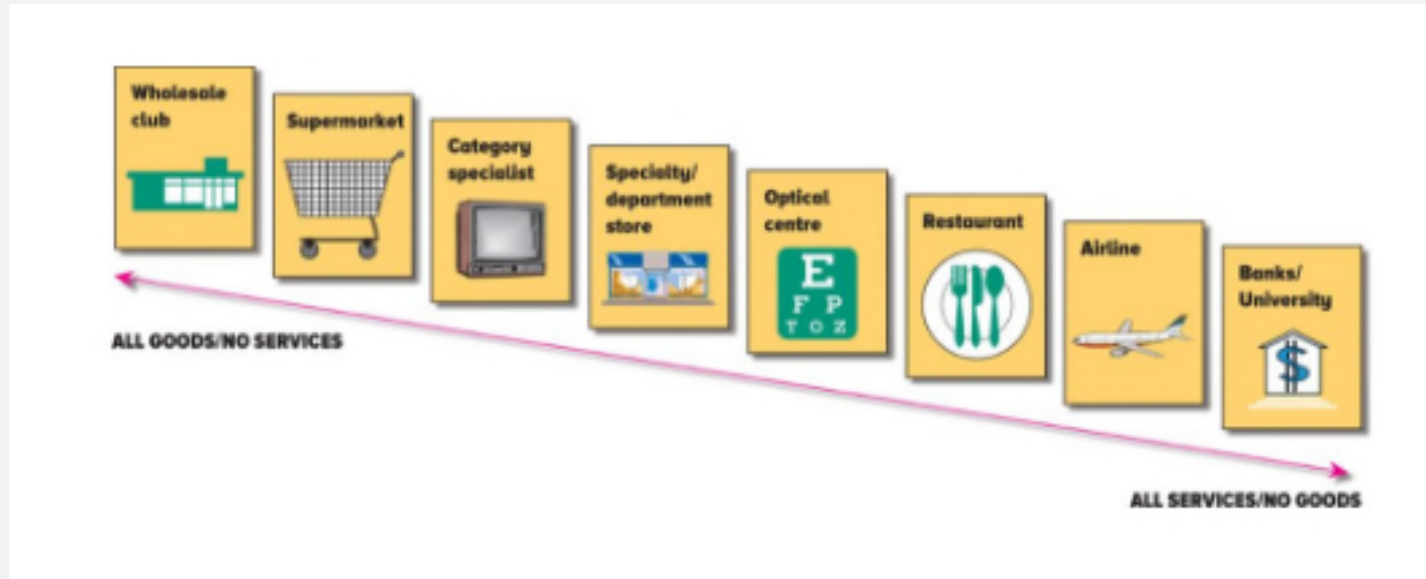 Wholesale
club
Supermarket
Category
specialist
Specialty/
department
store
Optical
centre
E
F P
T O Z
Restaurant
Airline
Banks/
University
$
ALL GOODS/NO SERVICES
ALL SERVICES/NO GOODS